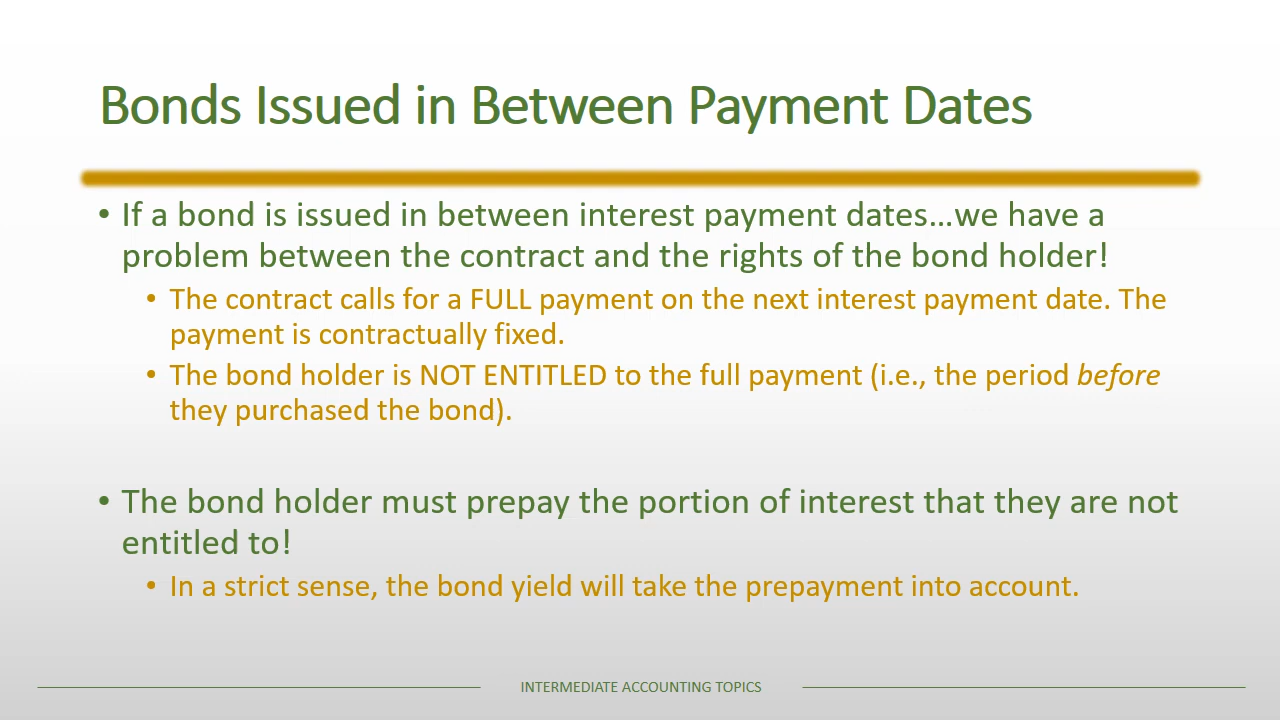 Bonds Issued in Between Payment Dates
• If a bond is issued in between interest payment dates…we have a
problem between the contract and the rights of the bond holder!
• The contract calls for a FULL payment on the next interest payment date. The
payment is contractually fixed.
• The bond holder is NOT ENTITLED to the full payment (i.e., the period before
they purchased the bond).
• The bond holder must prepay the portion of interest that they are not
entitled to!
• In a strict sense, the bond yield will take the prepayment into account.
INTERMEDIATE ACCOUNTING TOPICS